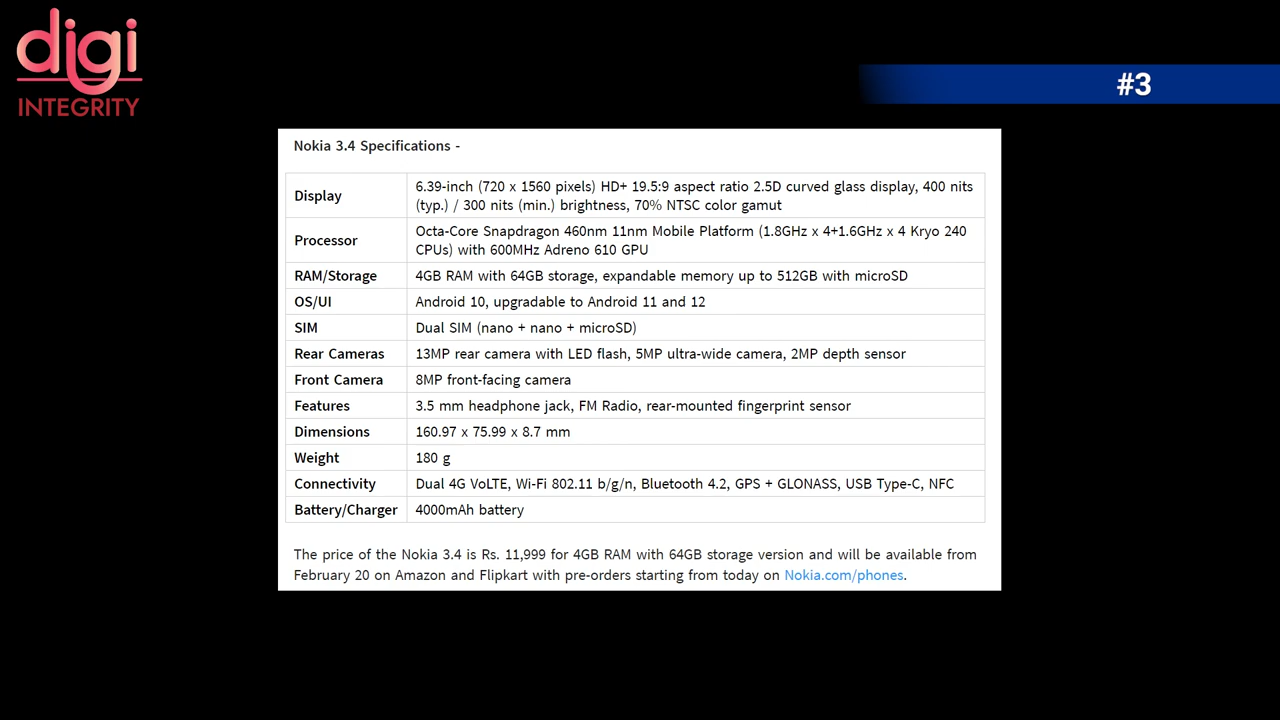 digi
INTEGRITY
#3
Nokia 3.4 Specifications -
Display
6.39-inch (720 x 1560 pixels) HD+ 19.5:9 aspect ratio 2.5D curved glass display, 400 nits
(typ.) / 300 nits (min.) brightness, 70% NTSC color gamut
Processor
Octa-Core Snapdragon 460nm 11nm Mobile Platform (1.8GHz x 4+1.6GHz x 4 Kryo 240
CPUs) with 600MHz Adreno 610 GPU
RAM/Storage
4GB RAM with 64GB storage, expandable memory up to 512GB with microSD
OS/UI
Android 10, upgradable to Android 11 and 12
SIM
Dual SIM (nano + nano + microSD)
Rear Cameras
13MP rear camera with LED flash, 5MP ultra-wide camera, 2MP depth sensor
Front Camera
8MP front-facing camera
Features
3.5 mm headphone jack, FM Radio, rear-mounted fingerprint sensor
Dimensions
160.97 x 75.99 x 8.7 mm
Weight
180 g
Connectivity
Dual 4G VoLTE, Wi-Fi 802.11 b/g/n, Bluetooth 4.2, GPS + GLONASS, USB Type-C, NFC
Battery/Charger
4000mAh battery
The price of the Nokia 3.4 is Rs. 11,999 for 4GB RAM with 64GB storage version and will be available from
February 20 on Amazon and Flipkart with pre-orders starting from today on Nokia.com/phones.